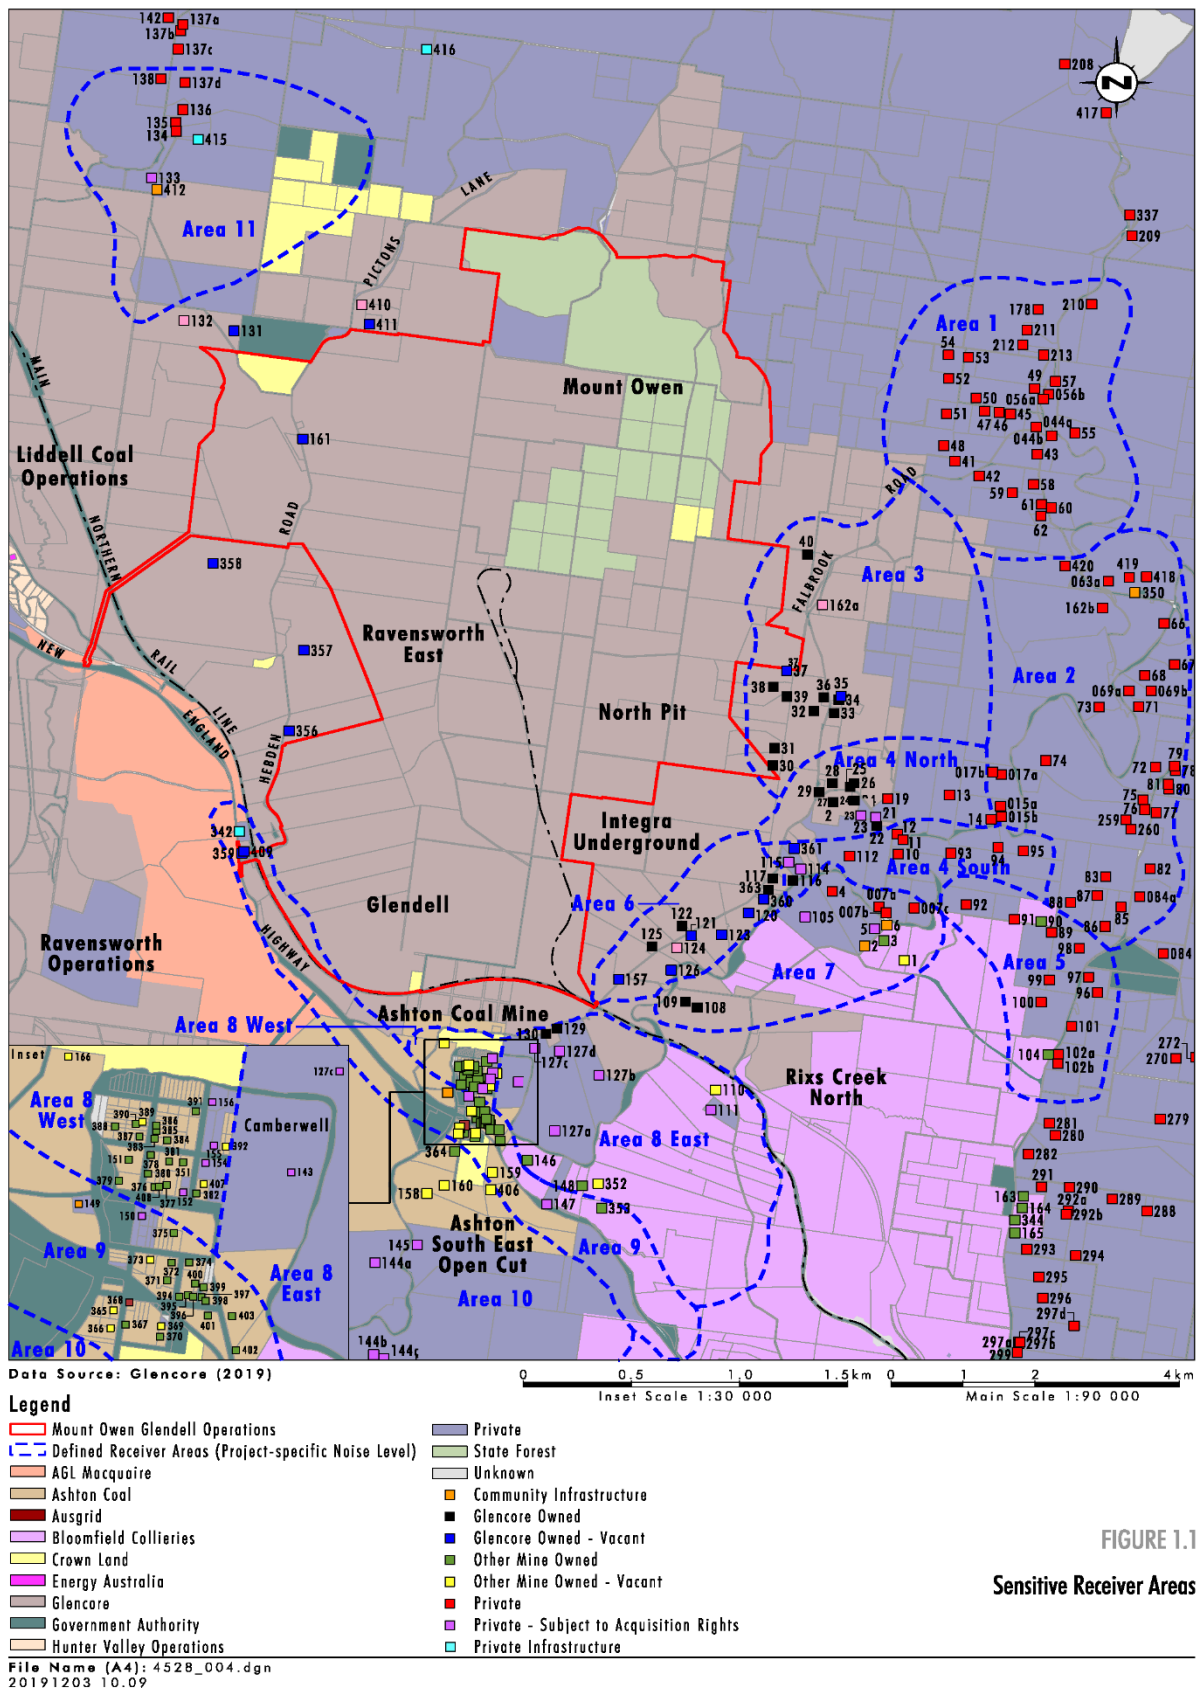 142
137a
137b
137c
416
138
137d
136
135
134
415
133
412
208
N
417
337
209
LANE
Area 11
PICTONS
410
411
132
131
MAIN
Area 1
178
210
211
212
213
54
53
52
49
57
056a
056b
50
51
47
46
45
044a
044b
55
48
41
43
42
58
59
61
60
62
Mount Owen
161
Liddell Coal
Operations
ROAD
ROAD
NORTHERN
358
40
FALBROOK
Area 3
162a
420
419
418
063a
350
162b
66
NEW
RAIL
LINE
ENGLAND
357
Ravensworth
East
37
37
38
39
36
35
34
32
33
Area 2
67
68
069a
069b
73
71
North Pit
356
HEBDEN
31
30
Area 4 North
28
25
26
29
27
24
2
23
23
21
22
19
13
017b
017a
74
015a
015b
14
72
79
78
81
80
75
76
77
259
260
Integra
Underground
342
359
409
361
115
114
117
116
363
360
120
112
12
11
10
93
94
95
Area 4 South
83
82
4
105
007a
007b
007c
92
6
5
3
2
1
91
90
89
88
87
86
084a
85
084
98
Area 6
122
121
123
125
124
126
157
109
108
Area 7
Area 5
99
97
96
100
101
104
102a
102b
272
270
Glendell
Ravensworth
Operations
HIGHWAY
Ashton Coal Mine
Area 8 West
130
129
127d
127c
127b
127a
110
111
Rixs Creek
North
Area 8 East
279
281
280
282
291
290
292a
292b
289
288
163
164
344
165
293
294
295
296
297d
297c
297a
297b
299
364
146
159
160
406
158
148
352
147
353
Ashton
South East
Open Cut
145
144a
144b
144c
Area 9
Area 10
Inset
166
127c
Area 8
West
391
156
Camberwell
390
389
388
386
385
387
384
383
392
155
154
151
381
378
351
143
379
380
376
407
408
377
152
382
149
150
375
Area 9
373
374
372
371
400
399
397
394
395
398
396
401
403
368
365
367
369
366
370
402
Area 8
East
Area 10
Data Source: Glencore (2019)
0 0.5 1.0 1.5km
Inset Scale 1:30 000
0 1 2 4km
Main Scale 1:90 000
Legend
Mount Owen Glendell Operations
Defined Receiver Areas (Project-specific Noise Level)
AGL Macquaire
Ashton Coal
Ausgrid
Bloomfield Collieries
Crown Land
Energy Australia
Glencore
Government Authority
Hunter Valley Operations
Private
State Forest
Unknown
Community Infrastructure
Glencore Owned
Glencore Owned - Vacant
Other Mine Owned
Other Mine Owned - Vacant
Private
Private - Subject to Acquisition Rights
Private Infrastructure
FIGURE 1.1
Sensitive Receiver Areas
File Name (A4): 4528_004.dgn
20191203 10.09